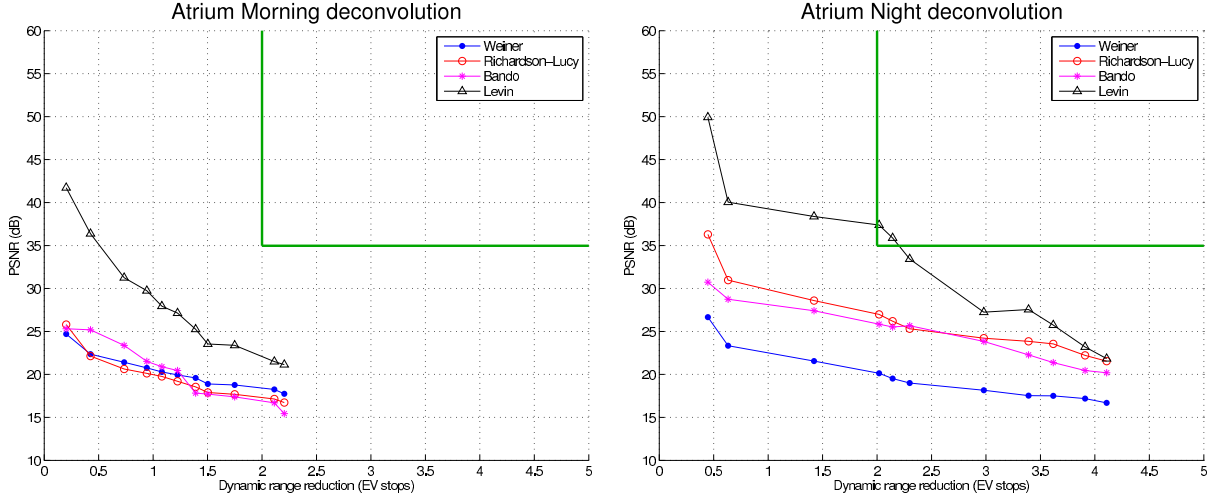 Atrium Morning deconvolution
60
55
50
45
40
35
30
25
20
15
10
PSNR (dB)
0 0.5 1 1.5 2 2.5 3 3.5 4 4.5 5
Dynamic range reduction (EV stops)
Weiner
Richardson-Lucy
Bando
Levin
Atrium Night deconvolution
60
55
50
45
40
35
30
25
20
15
10
PSNR (dB)
0 0.5 1 1.5 2 2.5 3 3.5 4 4.5 5
Dynamic range reduction (EV stops)
Weiner
Richardson-Lucy
Bando
Levin